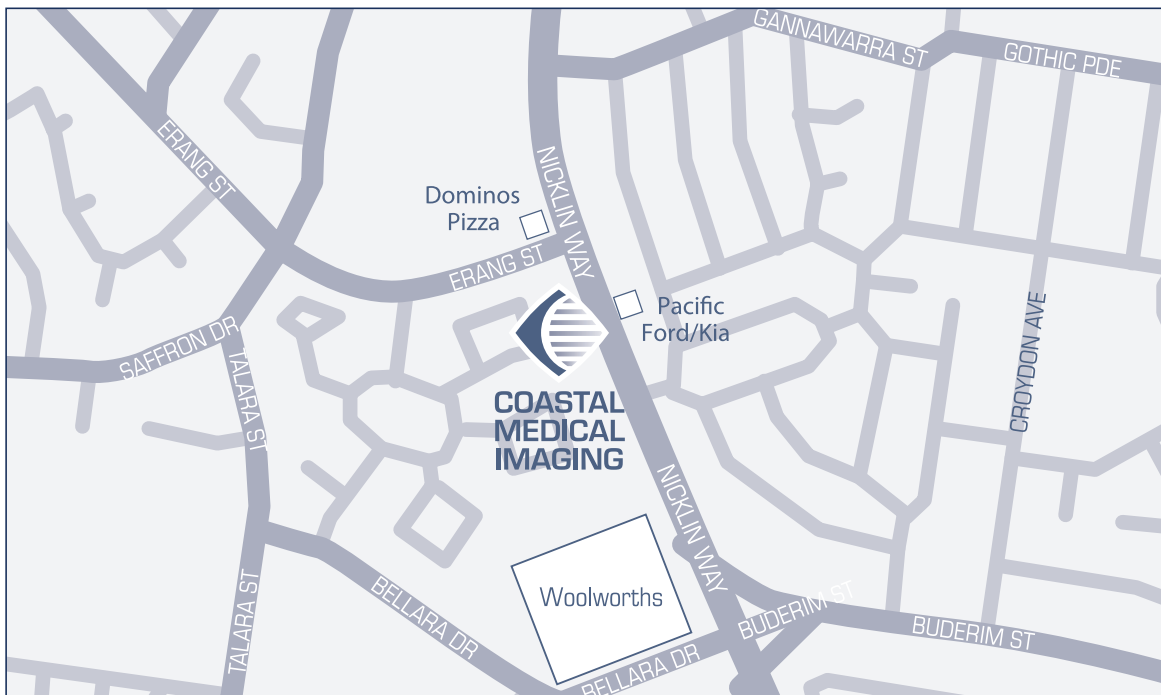 GANNAWARRA ST
GOTHIC PDE
ERANG ST
NICKLIN WAY
Dominos
Pizza
ERANG ST
Pacific
Ford/Kia
CROYDON AVE
SAFFRON DR
TALARA ST
COASTAL
MEDICAL
IMAGING
NICKLIN WAY
BELLARA DR
Woolworths
TALARA ST
BUDERIM ST
BUDERIM ST
BELLARA DR